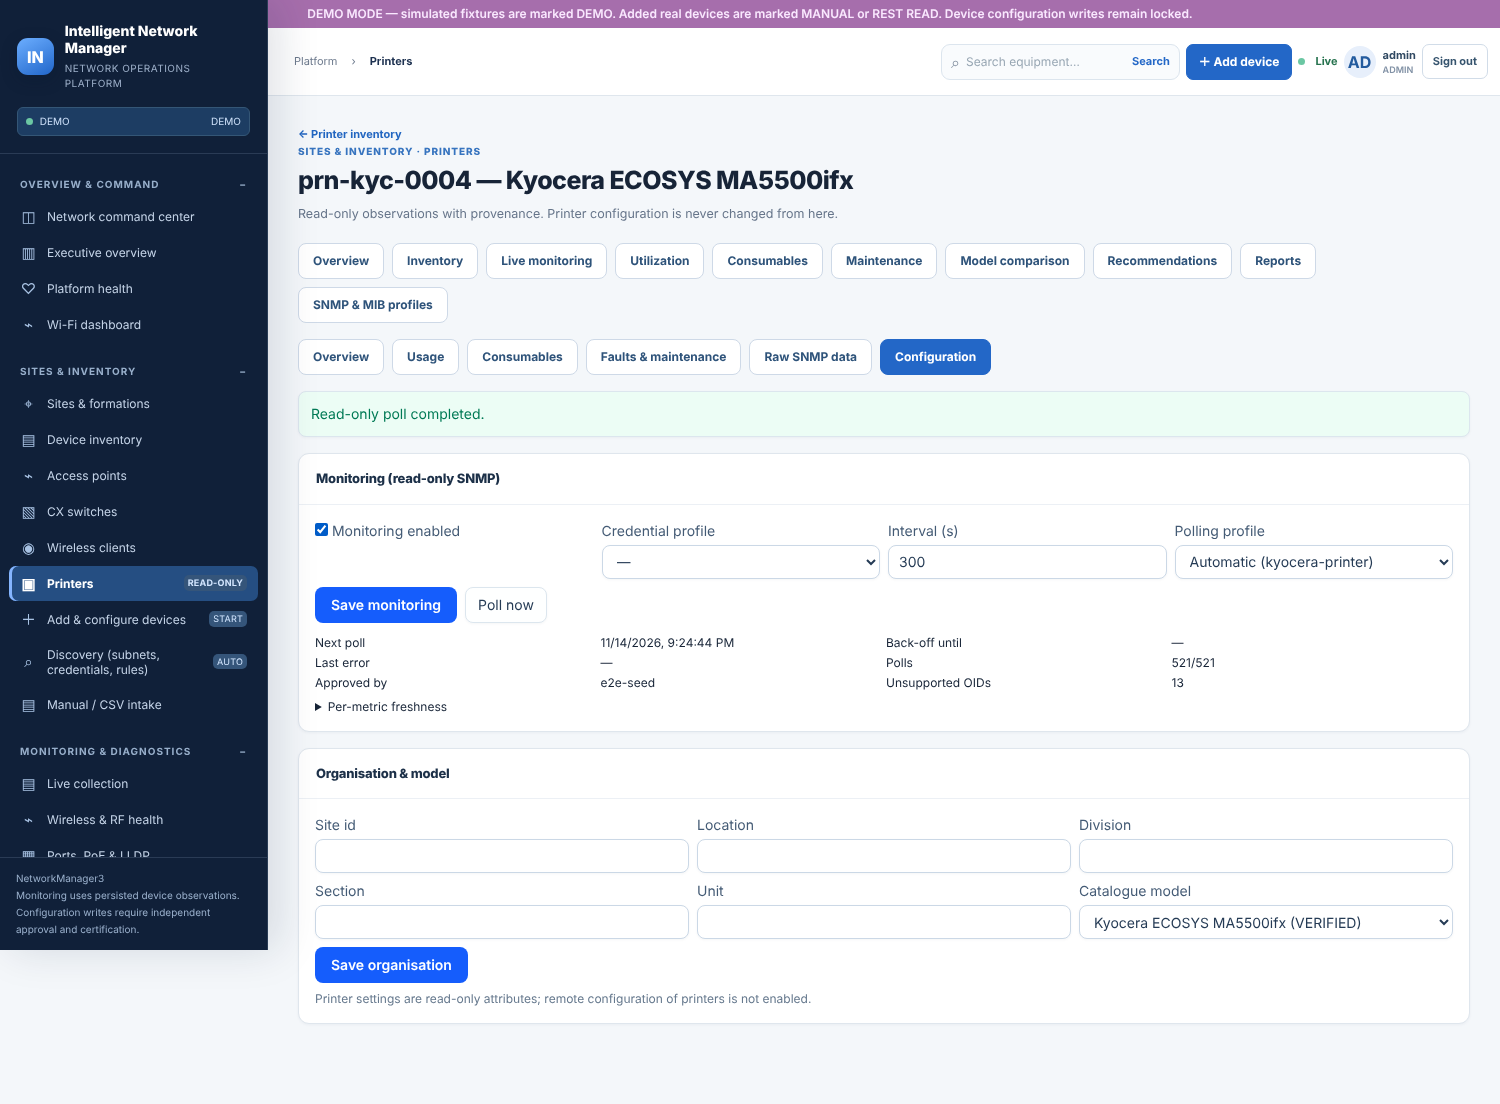 DEMO MODE — simulated fixtures are marked DEMO. Added real devices are marked MANUAL or REST READ. Device configuration writes remain locked.
IN
Intelligent Network
Manager
NETWORK OPERATIONS
PLATFORM
DEMO DEMO
OVERVIEW & COMMAND –
Network command center
Executive overview
Platform health
Wi-Fi dashboard
SITES & INVENTORY –
Sites & formations
Device inventory
Access points
CX switches
Wireless clients
Printers READ-ONLY
Add & configure devices START
Discovery (subnets,
credentials, rules) AUTO
Manual / CSV intake
MONITORING & DIAGNOSTICS –
Live collection
Wireless & RF health
Ports, PoE & LLDP
NetworkManager3
Monitoring uses persisted device observations.
Configuration writes require independent
approval and certification.
Platform › Printers
Search equipment... Search
+ Add device
Live
AD
admin
ADMIN
Sign out
← Printer inventory
SITES & INVENTORY · PRINTERS
prn-kyc-0004 — Kyocera ECOSYS MA5500ifx
Read-only observations with provenance. Printer configuration is never changed from here.
Overview Inventory Live monitoring Utilization Consumables Maintenance Model comparison Recommendations Reports
SNMP & MIB profiles
Overview Usage Consumables Faults & maintenance Raw SNMP data Configuration
Read-only poll completed.
Monitoring (read-only SNMP)
Monitoring enabled Credential profile Interval (s) Polling profile
— 300 Automatic (kyocera-printer)
Save monitoring Poll now
Next poll 11/14/2026, 9:24:44 PM Back-off until —
Last error — Polls 521/521
Approved by e2e-seed Unsupported OIDs 13
Per-metric freshness
Organisation & model
Site id Location Division
Section Unit Catalogue model
Kyocera ECOSYS MA5500ifx (VERIFIED)
Save organisation
Printer settings are read-only attributes; remote configuration of printers is not enabled.